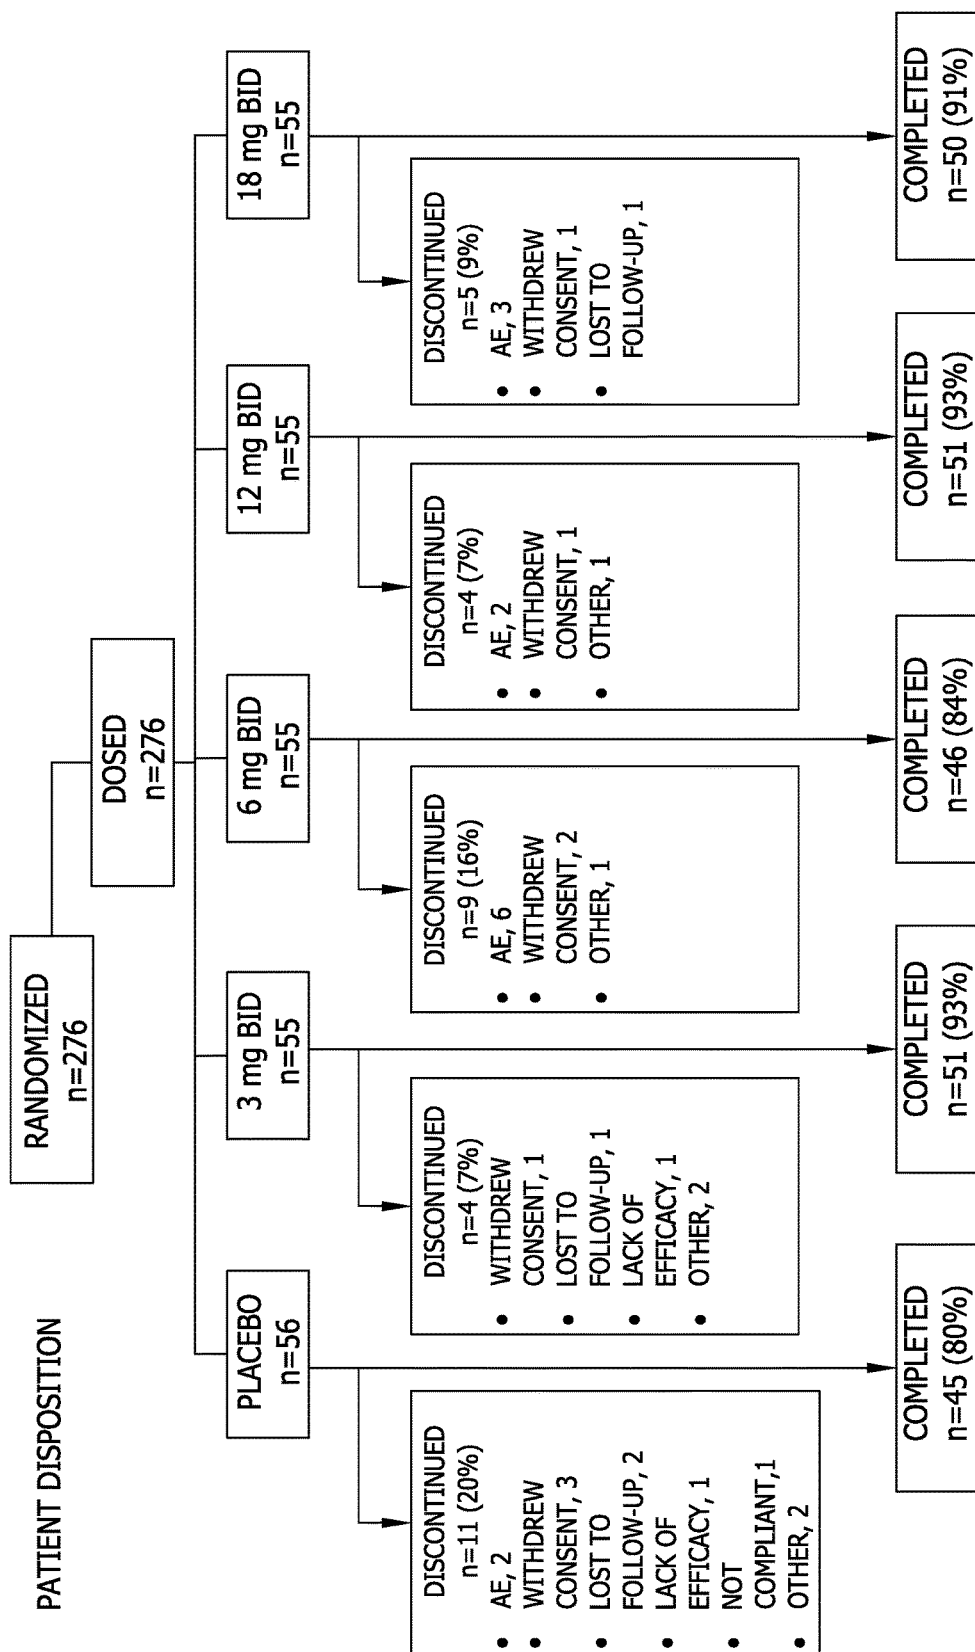 PATIENT DISPOSITION
RANDOMIZED
n=276
DOSED
n=276
PLACEBO
n=56
3 mg BID
n=55
6 mg BID
n=55
12 mg BID
n=55
18 mg BID
n=55
DISCONTINUED
n=11 (20%)
• AE, 2
• WITHDREW
CONSENT, 3
• LOST TO
FOLLOW-UP, 2
• LACK OF
EFFICACY, 1
• NOT
COMPLIANT,1
• OTHER, 2
DISCONTINUED
n=4 (7%)
• WITHDREW
CONSENT, 1
• LOST TO
FOLLOW-UP, 1
• LACK OF
EFFICACY, 1
• OTHER, 2
DISCONTINUED
n=9 (16%)
• AE, 6
• WITHDREW
CONSENT, 2
• OTHER, 1
DISCONTINUED
n=4 (7%)
• AE, 2
• WITHDREW
CONSENT, 1
• OTHER, 1
DISCONTINUED
n=5 (9%)
• AE, 3
• WITHDREW
CONSENT, 1
• LOST TO
FOLLOW-UP, 1
COMPLETED
n=45 (80%)
COMPLETED
n=51 (93%)
COMPLETED
n=46 (84%)
COMPLETED
n=51 (93%)
COMPLETED
n=50 (91%)